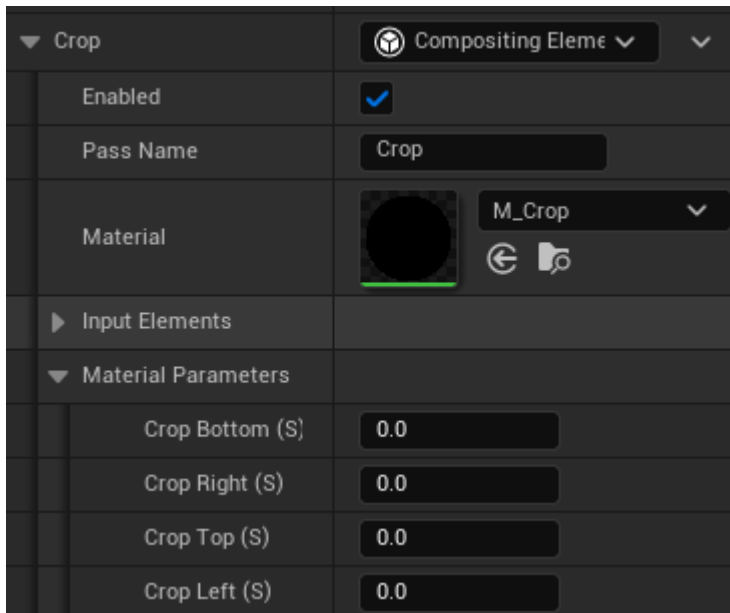 Crop Compositing Eleme
Enabled
Pass Name Crop
Material M_Crop
Input Elements
Material Parameters
Crop Bottom (S) 0.0
Crop Right (S) 0.0
Crop Top (S) 0.0
Crop Left (S) 0.0